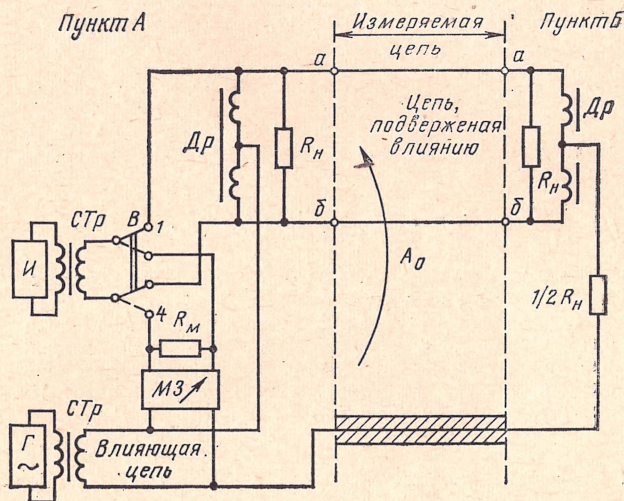 Пункт А
Измеряемая цепь
Пункт Б
а
а
Цепь,
подверженая
влиянию
Др
Rн
Др
Rн
б
б
СТр
В
1
И
4
Rм
А0
1/2 Rн
МЗ
СТр
Г
~
Влияющая
цепь